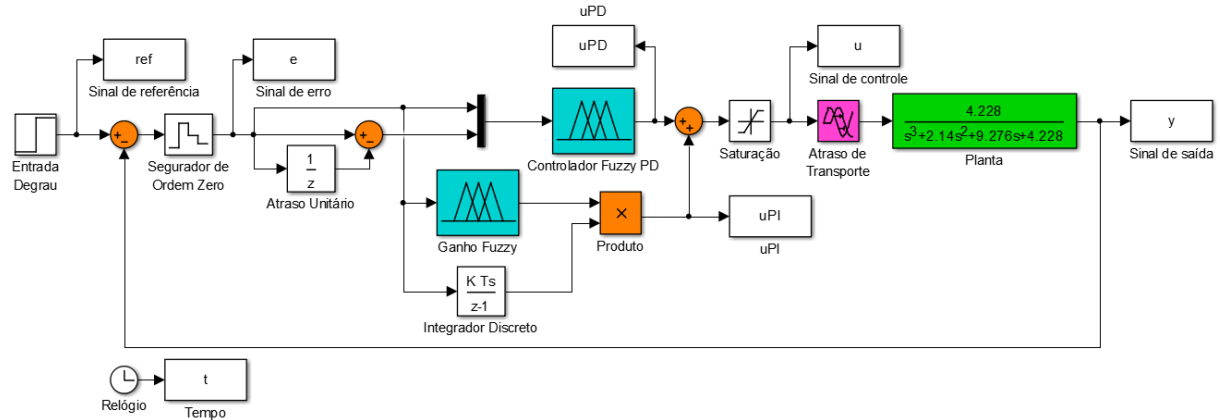 uPD
ref
Sinal de referência
e
Sinal de erro
uPD
u
Sinal de controle
Entrada
Degrau
Segurador de
Ordem Zero
1
z
Atraso Unitário
Controlador Fuzzy PD
Saturação
Atraso de
Transporte
4.228
s3+2.14s2+9.276s+4.228
Planta
y
Sinal de saída
Ganho Fuzzy
×
Produto
uPI
uPI
K Ts
z-1
Integrador Discreto
Relógio
t
Tempo